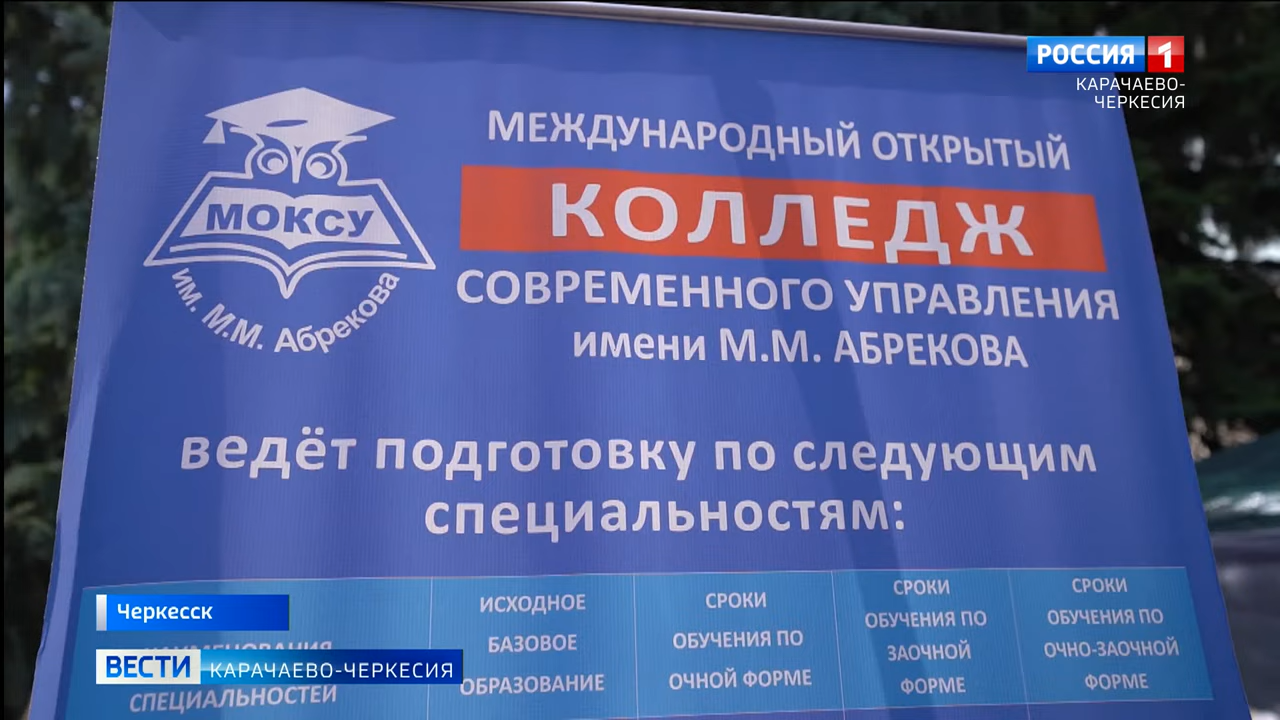 РОССИЯ 1
КАРАЧАЕВО-
ЧЕРКЕСИЯ
МОКСУ
им. М.М. Абрекова
МЕЖДУНАРОДНЫЙ ОТКРЫТЫЙ
КОЛЛЕДЖ
СОВРЕМЕННОГО УПРАВЛЕНИЯ
имени М.М. АБРЕКОВА
ведёт подготовку по следующим
специальностям:
НАИМЕНОВАНИЯ
СПЕЦИАЛЬНОСТЕЙ
ИСХОДНОЕ
БАЗОВОЕ
ОБРАЗОВАНИЕ
СРОКИ
ОБУЧЕНИЯ ПО
ОЧНОЙ ФОРМЕ
СРОКИ
ОБУЧЕНИЯ ПО
ЗАОЧНОЙ
ФОРМЕ
СРОКИ
ОБУЧЕНИЯ ПО
ОЧНО-ЗАОЧНОЙ
ФОРМЕ
Черкесск
ВЕСТИ КАРАЧАЕВО-ЧЕРКЕСИЯ